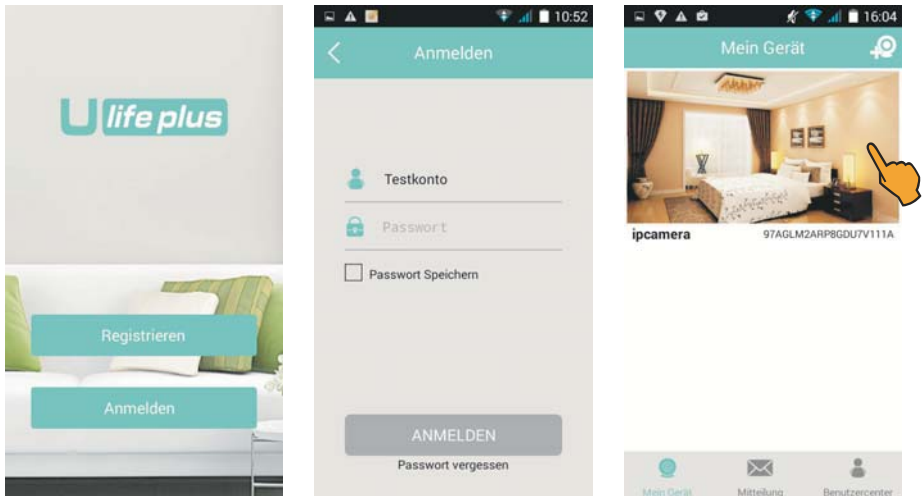 U life plus
Registrieren
Anmelden
10:52
Anmelden
Testkonto
Passwort
Passwort Speichern
ANMELDEN
Passwort vergessen
16:04
Mein Gerät
ipcamera 97AGLM2ARP8GDU7V111A
Mein Gerät Mitteilung Benutzercenter